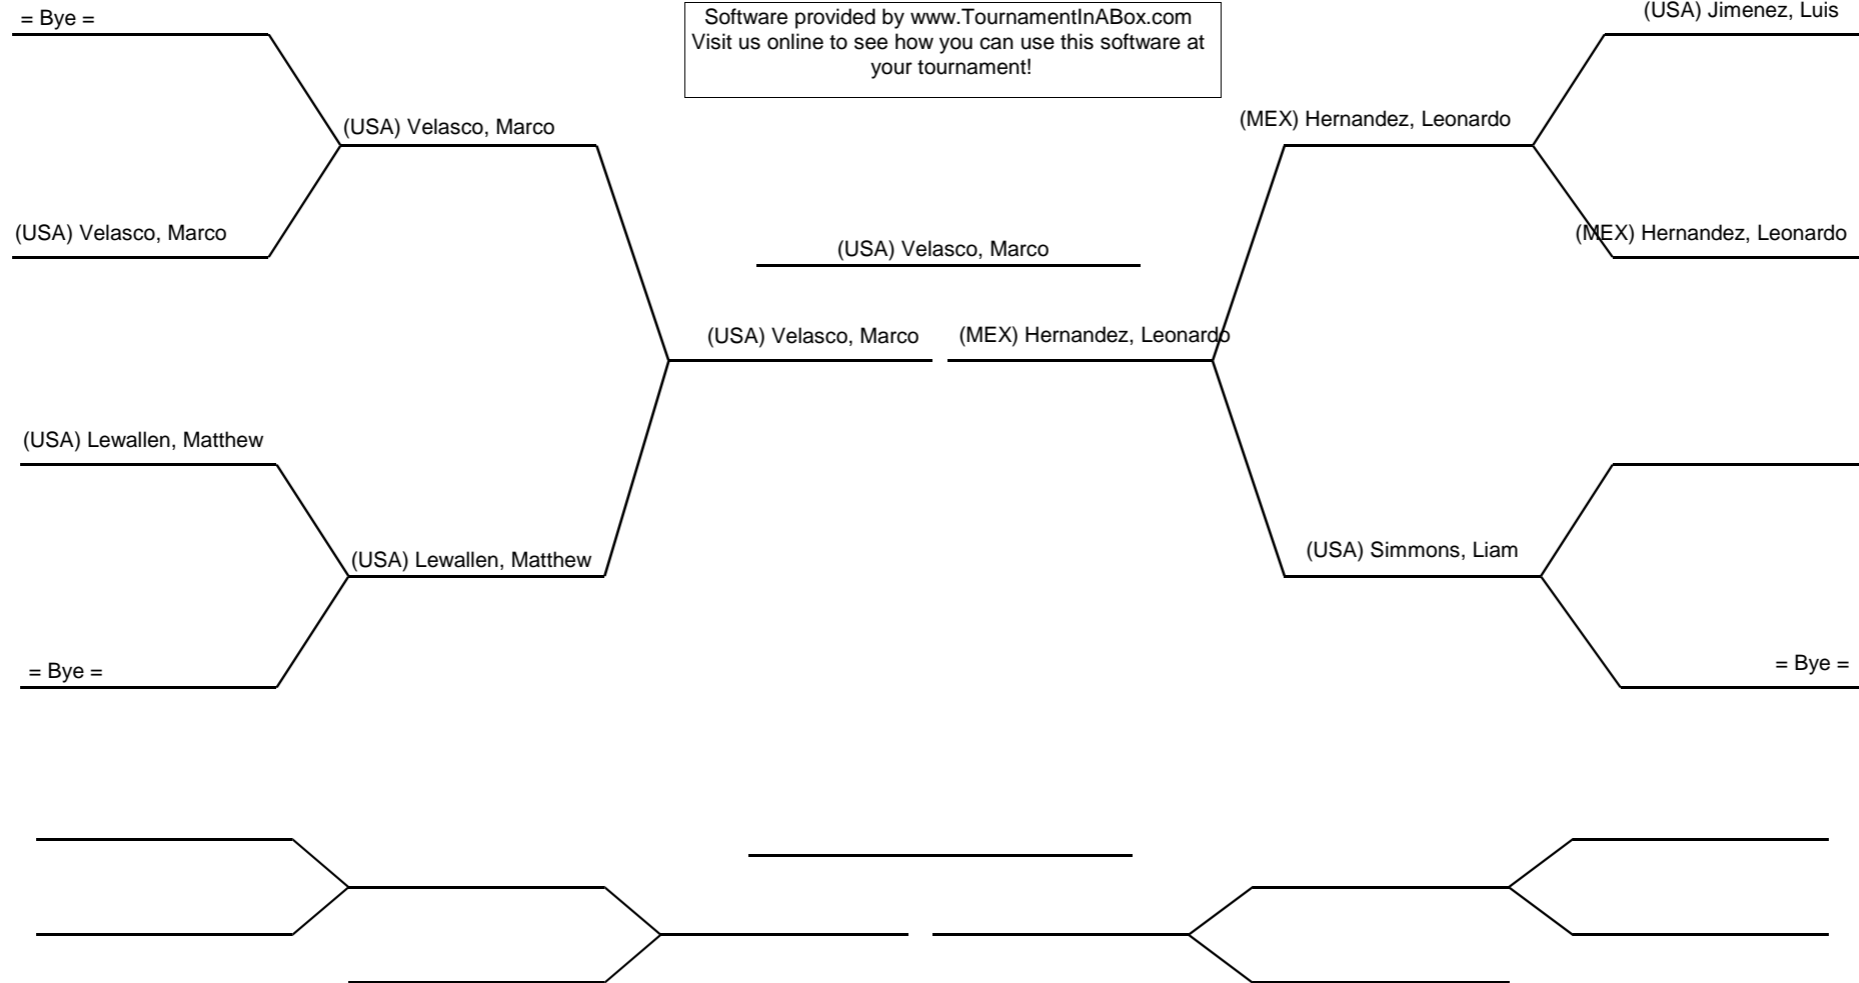 = Bye =
Software provided by www.TournamentInABox.com
Visit us online to see how you can use this software at
your tournament!
(USA) Jimenez, Luis
(USA) Velasco, Marco
(MEX) Hernandez, Leonardo
(USA) Velasco, Marco
(USA) Velasco, Marco
(MEX) Hernandez, Leonardo
(USA) Velasco, Marco
(MEX) Hernandez, Leonardo
(USA) Lewallen, Matthew
(USA) Lewallen, Matthew
(USA) Simmons, Liam
= Bye =
= Bye =